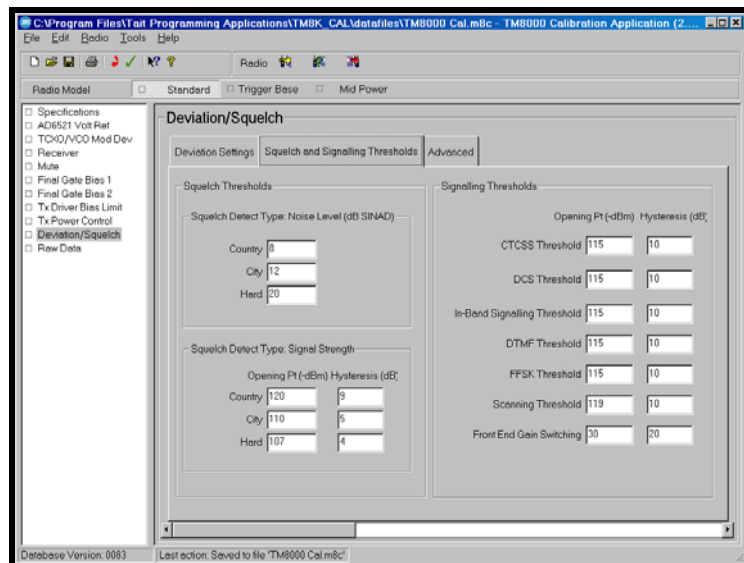 C:\Program Files\Tait Programming Applications\TM8K_CAL\datafiles\TM8000 Cal.m8c - TM8000 Calibration Application (2....
File Edit Radio Tools Help
Radio
Radio Model Standard Trigger Base Mid Power
Specifications
AD6521 Volt Ref
TCXO/VCO Mod Dev
Receiver
Mute
Final Gate Bias 1
Final Gate Bias 2
Tx Driver Bias Limit
Tx Power Control
Deviation/Squelch
Raw Data
Deviation/Squelch
Deviation Settings Squelch and Signalling Thresholds Advanced
Squelch Thresholds
Squelch Detect Type: Noise Level (dB SINAD)
Country 8
City 12
Hard 20
Squelch Detect Type: Signal Strength
Opening Pt (-dBm) Hysteresis (dB)
Country 120 9
City 110 5
Hard 107 4
Signalling Thresholds
Opening Pt (-dBm) Hysteresis (dB)
CTCSS Threshold 115 10
DCS Threshold 115 10
In-Band Signalling Threshold 115 10
DTMF Threshold 115 10
FFSK Threshold 115 10
Scanning Threshold 119 10
Front End Gain Switching 30 20
Database Version: 0083 Last action: Saved to file 'TM8000 Cal.m8c'